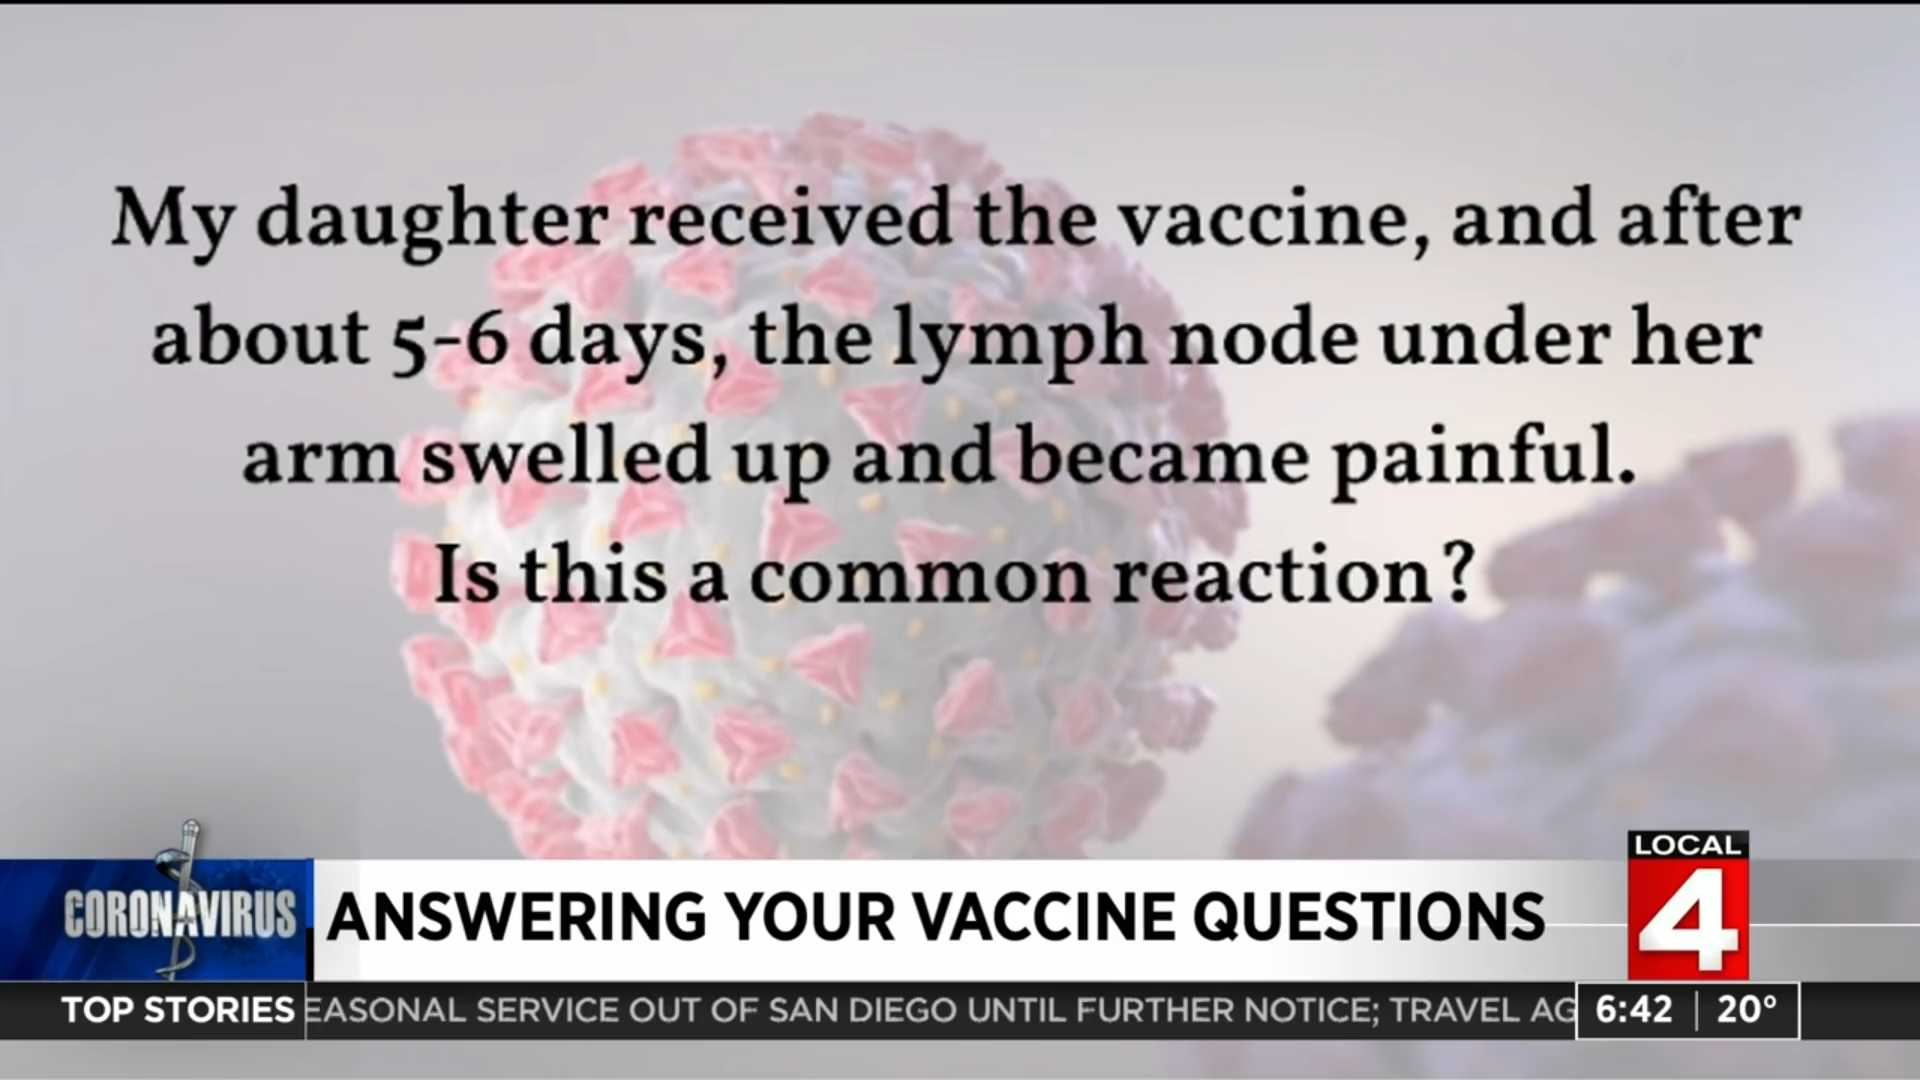 My daughter received the vaccine, and after
about 5-6 days, the lymph node under her
arm swelled up and became painful.
Is this a common reaction?
LOCAL
4
CORONAVIRUS
ANSWERING YOUR VACCINE QUESTIONS
TOP STORIES
EASONAL SERVICE OUT OF SAN DIEGO UNTIL FURTHER NOTICE; TRAVEL AG
6:42
20°